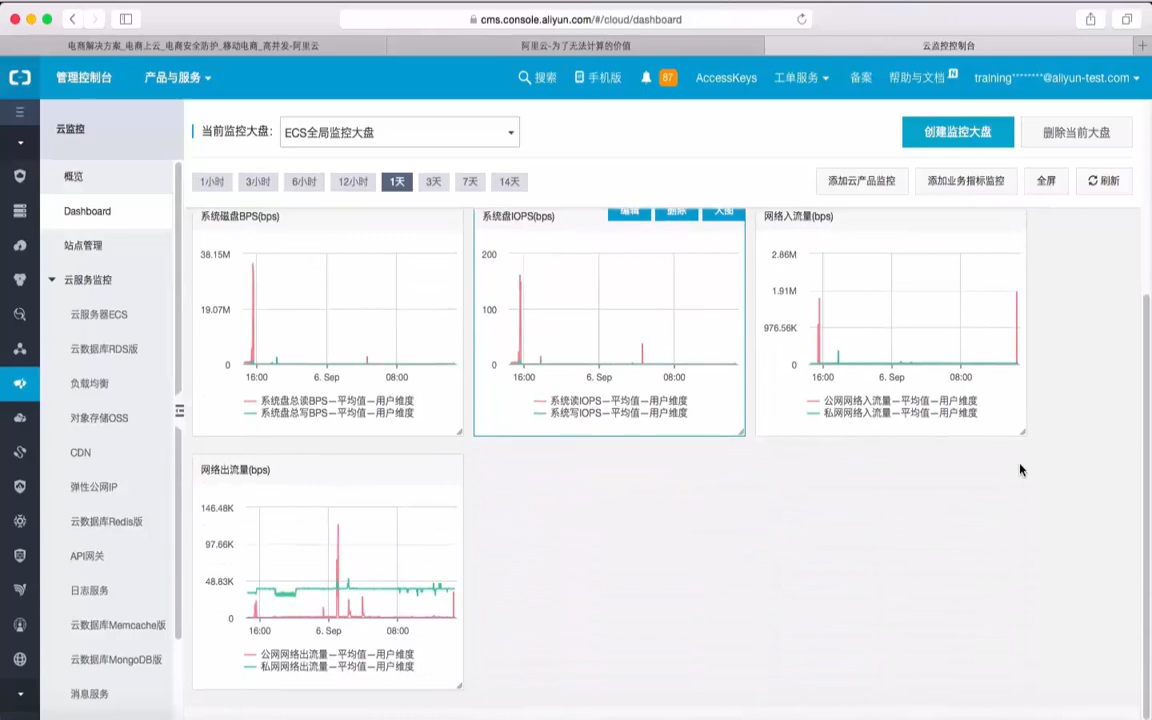 cms.console.aliyun.com/#/cloud/dashboard
电商解决方案_电商上云_电商安全防护_移动电商_高并发-阿里云
阿里云-为了无法计算的价值
云监控控制台
管理控制台
产品与服务
搜索
手机版
87
AccessKeys
工单服务
备案
帮助与文档
N
training********@aliyun-test.com
云监控
概览
Dashboard
站点管理
云服务监控
云服务器ECS
云数据库RDS版
负载均衡
对象存储OSS
CDN
弹性公网IP
云数据库Redis版
API网关
日志服务
云数据库Memcache版
云数据库MongoDB版
消息服务
当前监控大盘:
ECS全局监控大盘
创建监控大盘
删除当前大盘
1小时
3小时
6小时
12小时
1天
3天
7天
14天
添加云产品监控
添加业务指标监控
全屏
刷新
系统磁盘BPS(bps)
38.15M
19.07M
0
16:00
6. Sep
08:00
系统盘总读BPS—平均值—用户维度
系统盘总写BPS—平均值—用户维度
系统盘IOPS(bps)
编辑
删除
大图
200
100
0
16:00
6. Sep
08:00
系统读IOPS—平均值—用户维度
系统写IOPS—平均值—用户维度
网络入流量(bps)
2.86M
1.91M
976.56K
0
16:00
6. Sep
08:00
公网网络入流量—平均值—用户维度
私网网络入流量—平均值—用户维度
网络出流量(bps)
146.48K
97.66K
48.83K
0
16:00
6. Sep
08:00
公网网络出流量—平均值—用户维度
私网网络出流量—平均值—用户维度